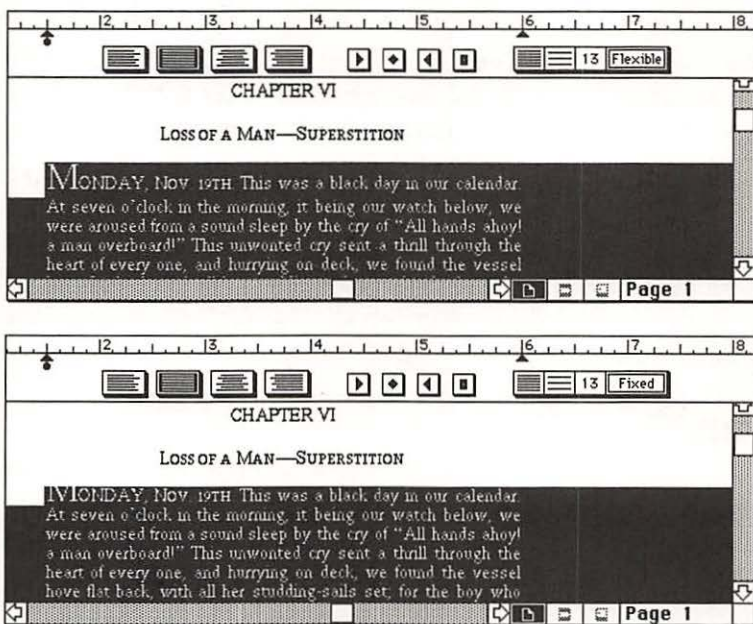 2 3 4 5 6 7 8
13 Flexible
CHAPTER VI
LOSS OF A MAN—SUPERSTITION
MONDAY, NOV. 19TH. This was a black day in our calendar.
At seven o'clock in the morning, it being our watch below, we
were aroused from a sound sleep by the cry of "All hands ahoy!
a man overboard!" This unwonted cry sent a thrill through the
heart of every one, and hurrying on deck, we found the vessel
Page 1
2 3 4 5 6 7 8
13 Fixed
CHAPTER VI
LOSS OF A MAN—SUPERSTITION
MONDAY, NOV. 19TH. This was a black day in our calendar.
At seven o'clock in the morning, it being our watch below, we
were aroused from a sound sleep by the cry of "All hands ahoy!
a man overboard!" This unwonted cry sent a thrill through the
heart of every one, and hurrying on deck, we found the vessel
hove flat back, with all her studding-sails set; for the boy who
Page 1